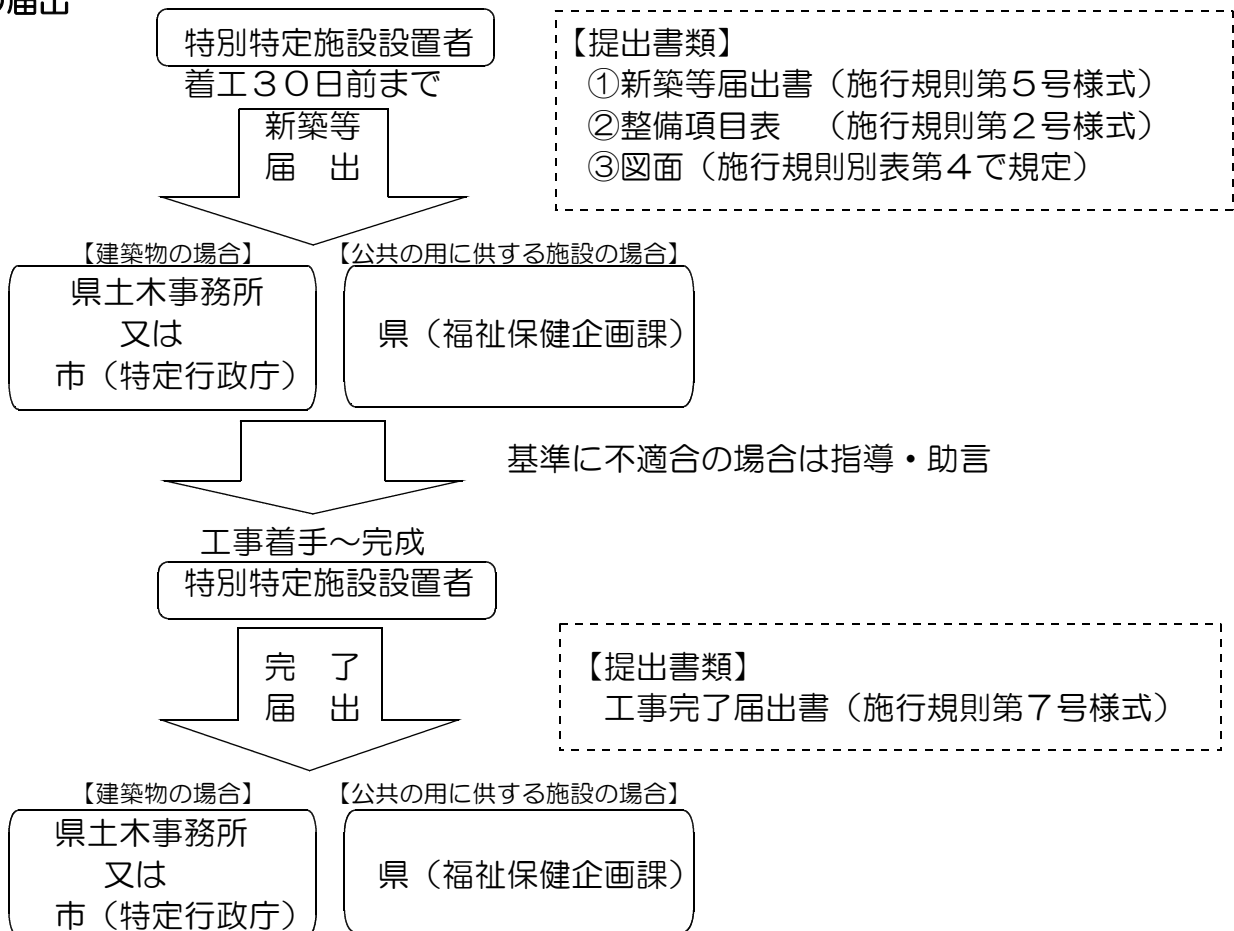 の届出
特別特定施設設置者
着工30日前まで
新築等
届 出
【提出書類】
①新築等届出書（施行規則第5号様式）
②整備項目表　（施行規則第2号様式）
③図面（施行規則別表第4で規定）
【建築物の場合】
県土木事務所
又は
市（特定行政庁）
【公共の用に供する施設の場合】
県（福祉保健企画課）
基準に不適合の場合は指導・助言
工事着手～完成
特別特定施設設置者
完 了
届 出
【提出書類】
工事完了届出書（施行規則第7号様式）
【建築物の場合】
県土木事務所
又は
市（特定行政庁）
【公共の用に供する施設の場合】
県（福祉保健企画課）